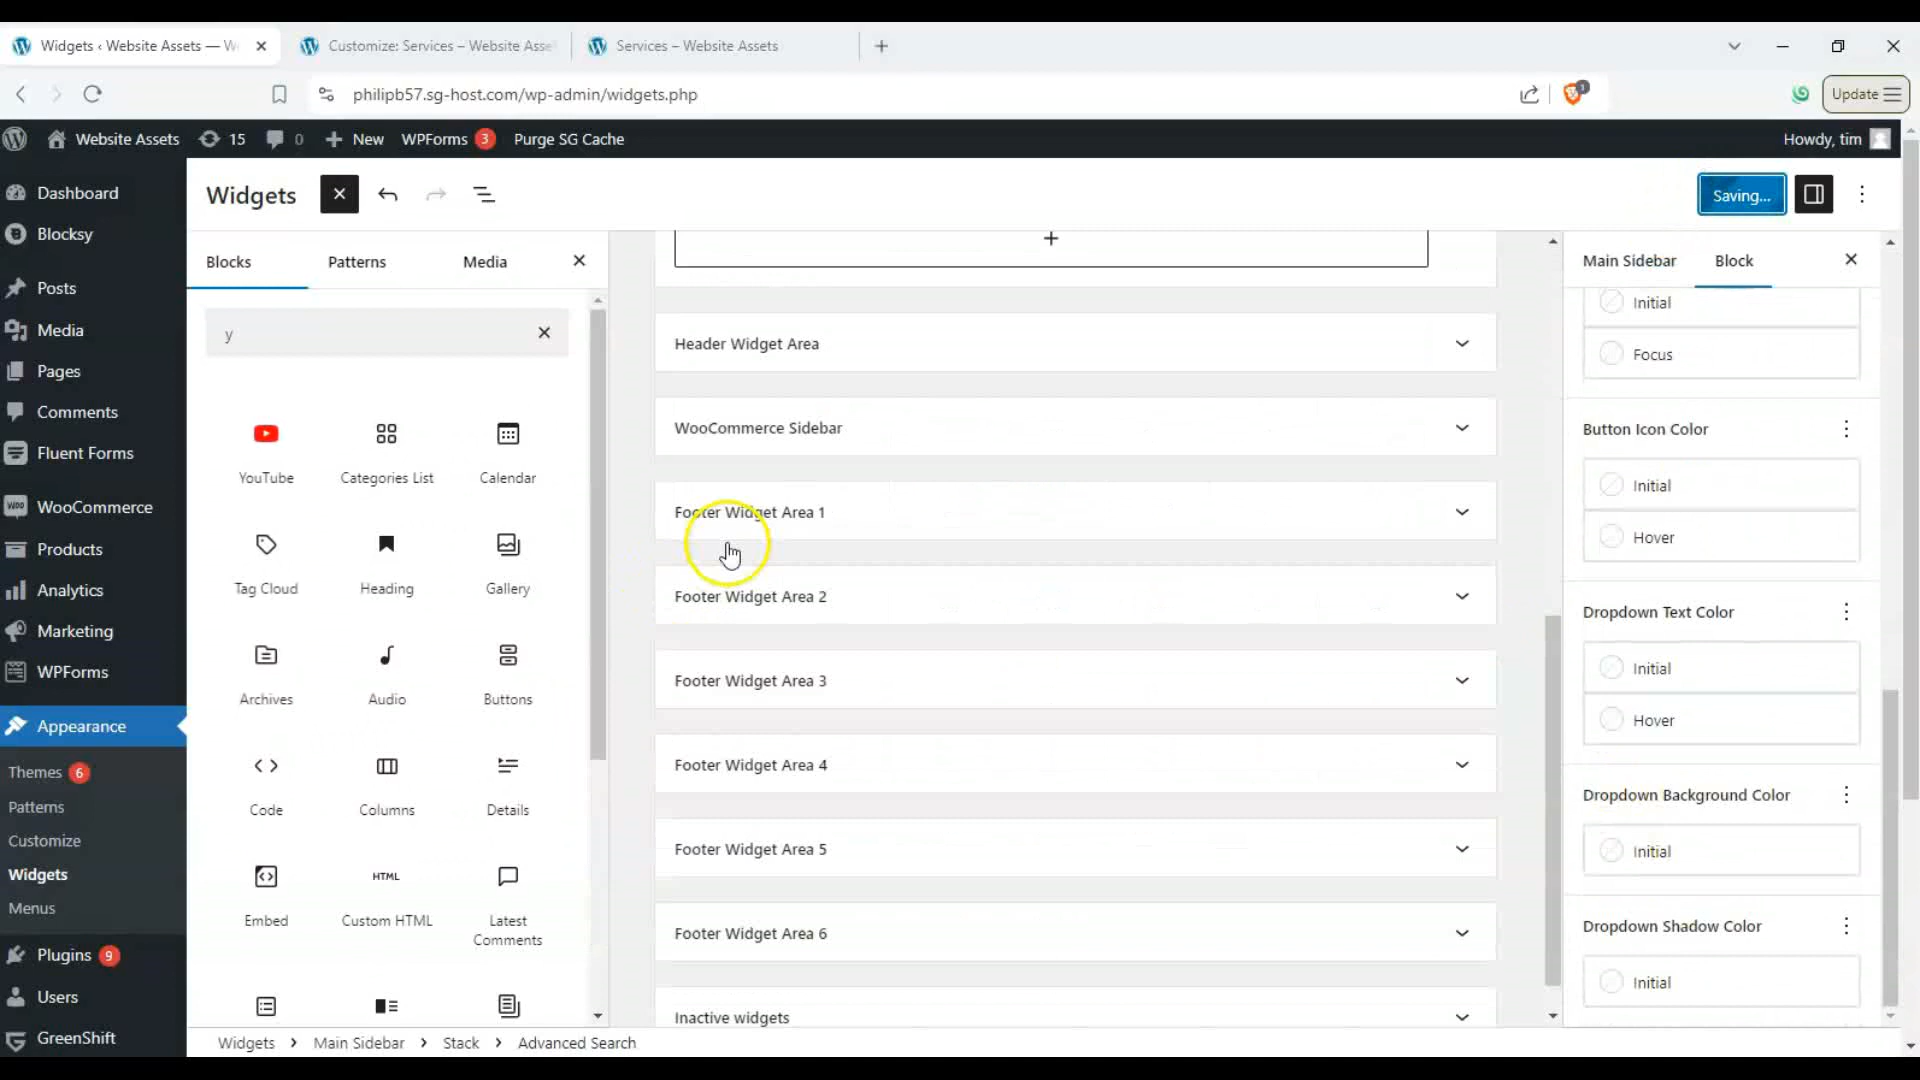 Widgets ‹ Website Assets — W
Customize: Services – Website Asse
Services – Website Assets
philipb57.sg-host.com/wp-admin/widgets.php
1
Update
Website Assets
15
0
New
WPForms
3
Purge SG Cache
Howdy, tim
Dashboard
Blocksy
Posts
Media
Pages
Comments
Fluent Forms
WooCommerce
Products
Analytics
Marketing
WPForms
Appearance
Themes 6
Patterns
Customize
Widgets
Menus
Plugins 9
Users
GreenShift
Widgets
Saving...
Blocks
Patterns
Media
y
YouTube
Categories List
Calendar
Tag Cloud
Heading
Gallery
Archives
Audio
Buttons
Code
Columns
Details
HTML
Embed
Custom HTML
Latest
Comments
Header Widget Area
WooCommerce Sidebar
Footer Widget Area 1
Footer Widget Area 2
Footer Widget Area 3
Footer Widget Area 4
Footer Widget Area 5
Footer Widget Area 6
Inactive widgets
Main Sidebar
Block
Initial
Focus
Button Icon Color
Initial
Hover
Dropdown Text Color
Initial
Hover
Dropdown Background Color
Initial
Dropdown Shadow Color
Initial
Widgets > Main Sidebar > Stack > Advanced Search